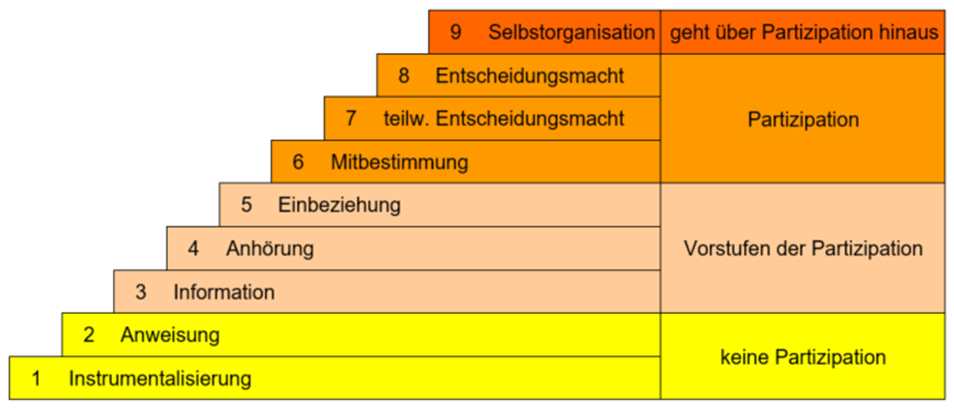 9 Selbstorganisation geht über Partizipation hinaus
8 Entscheidungsmacht
7 teilw. Entscheidungsmacht Partizipation
6 Mitbestimmung
5 Einbeziehung
4 Anhörung Vorstufen der Partizipation
3 Information
2 Anweisung
keine Partizipation
1 Instrumentalisierung